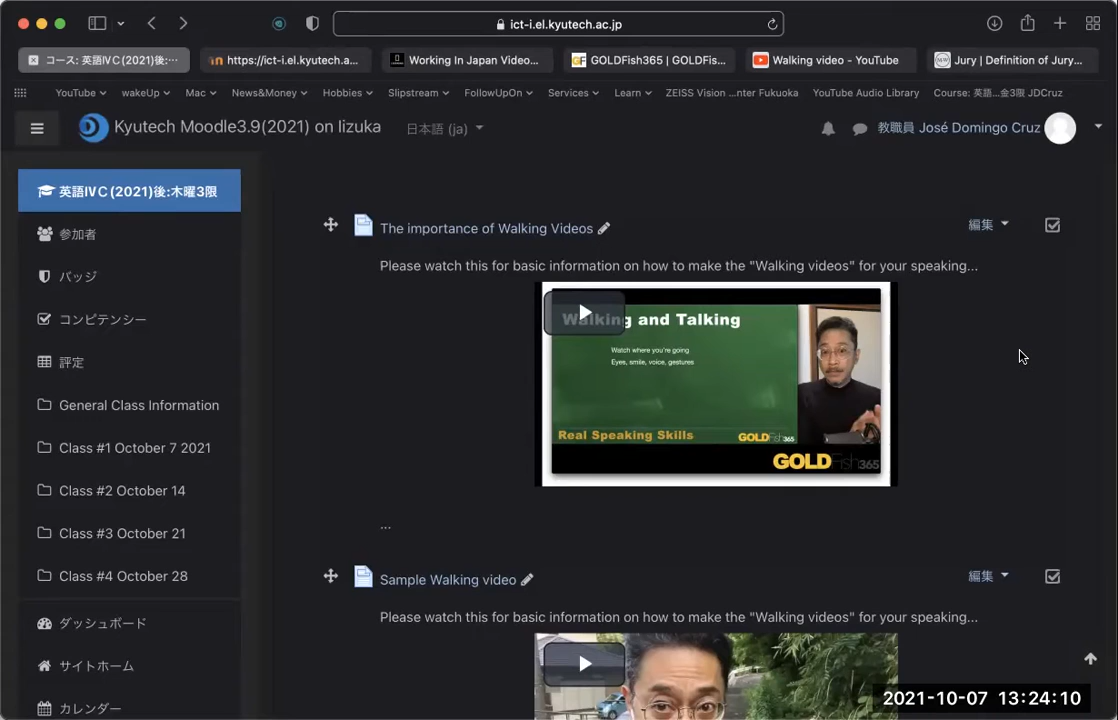 ict-i.el.kyutech.ac.jp
コース: 英語ⅣC(2021)後:…
https://ict-i.el.kyutech.a...
Working In Japan Video...
GOLDFish365 | GOLDFis...
Walking video - YouTube
Jury | Definition of Jury...
YouTube
wakeUp
Mac
News&Money
Hobbies
Slipstream
FollowUpOn
Services
Learn
ZEISS Vision ...nter Fukuoka
YouTube Audio Library
Course: 英語...金3限 JDCruz
Kyutech Moodle3.9(2021) on Iizuka
日本語 (ja)
教職員 José Domingo Cruz
英語ⅣC(2021)後:木曜3限
参加者
バッジ
コンピテンシー
評定
General Class Information
Class #1 October 7 2021
Class #2 October 14
Class #3 October 21
Class #4 October 28
ダッシュボード
サイトホーム
カレンダー
The importance of Walking Videos
編集
Please watch this for basic information on how to make the "Walking videos" for your speaking...
Walking and Talking
Watch where you're going
Eyes, smile, voice, gestures
Real Speaking Skills
GOLDFish365
GOLDFish365
...
Sample Walking video
編集
Please watch this for basic information on how to make the "Walking videos" for your speaking...
2021-10-07 13:24:10